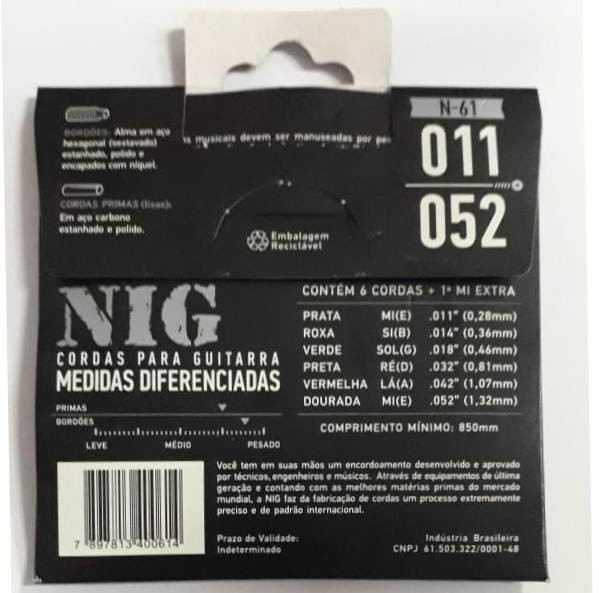 BORDÕES: Alma em aço
hexagonal (sextavado)
estanhado, polido e
encapados com níquel.
CORDAS PRIMAS (lisas):
Em aço carbono
estanhado e polido.
musicais devem ser manuseadas por
N-61
011
052
Embalagem
Reciclável
NIG
CORDAS PARA GUITARRA
MEDIDAS DIFERENCIADAS
PRIMAS
BORDÕES
LEVE MÉDIO PESADO
CONTÉM 6 CORDAS + 1ª MI EXTRA
PRATA MI(E) .011" (0,28mm)
ROXA SI(B) .014" (0,36mm)
VERDE SOL(G) .018" (0,46mm)
PRETA RÉ(D) .032" (0,81mm)
VERMELHA LÁ(A) .042" (1,07mm)
DOURADA MI(E) .052" (1,32mm)
COMPRIMENTO MÍNIMO: 850mm
Você tem em suas mãos um encordoamento desenvolvido e aprovado
por técnicos, engenheiros e músicos. Através de equipamentos de última
geração e contando com as melhores matérias primas do mercado
mundial, a NIG faz da fabricação de cordas um processo extremamente
preciso e de padrão internacional.
7 897813 400614
Prazo de Validade:
Indeterminado
Indústria Brasileira
CNPJ 61.503.322/0001-48